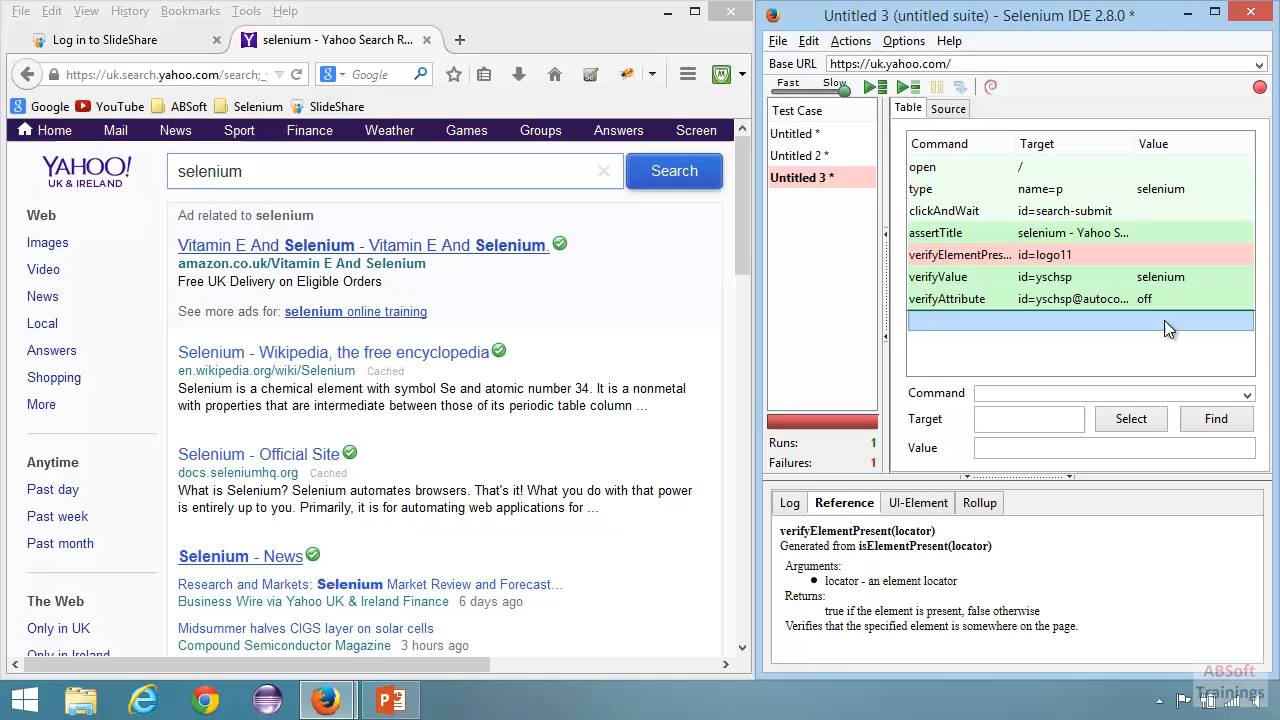 File Edit View History Bookmarks Tools Help
Log in to SlideShare
selenium - Yahoo Search R...
https://uk.search.yahoo.com/search;_
Google
Google YouTube ABSoft Selenium SlideShare
Home Mail News Sport Finance Weather Games Groups Answers Screen
YAHOO!
UK & IRELAND
selenium
Search
Web
Images
Video
News
Local
Answers
Shopping
More
Anytime
Past day
Past week
Past month
The Web
Only in UK
Only in Ireland
Ad related to selenium
Vitamin E And Selenium - Vitamin E And Selenium.
amazon.co.uk/Vitamin E And Selenium
Free UK Delivery on Eligible Orders
See more ads for: selenium online training
Selenium - Wikipedia, the free encyclopedia
en.wikipedia.org/wiki/Selenium Cached
Selenium is a chemical element with symbol Se and atomic number 34. It is a nonmetal
with properties that are intermediate between those of its periodic table column ...
Selenium - Official Site
docs.seleniumhq.org Cached
What is Selenium? Selenium automates browsers. That's it! What you do with that power
is entirely up to you. Primarily, it is for automating web applications for ...
Selenium - News
Research and Markets: Selenium Market Review and Forecast...
Business Wire via Yahoo UK & Ireland Finance 6 days ago
Midsummer halves CIGS layer on solar cells
Compound Semiconductor Magazine 3 hours ago
Untitled 3 (untitled suite) - Selenium IDE 2.8.0 *
File Edit Actions Options Help
Base URL https://uk.yahoo.com/
Fast Slow
Test Case
Untitled *
Untitled 2 *
Untitled 3 *
Runs: 1
Failures: 1
Table Source
Command Target Value
open /
type name=p selenium
clickAndWait id=search-submit
assertTitle selenium - Yahoo S...
verifyElementPres... id=logo11
verifyValue id=yschsp selenium
verifyAttribute id=yschsp@autoco... off
Command
Target Select Find
Value
Log Reference UI-Element Rollup
verifyElementPresent(locator)
Generated from isElementPresent(locator)
Arguments:
● locator - an element locator
Returns:
true if the element is present, false otherwise
Verifies that the specified element is somewhere on the page.
ABSoft
Trainings